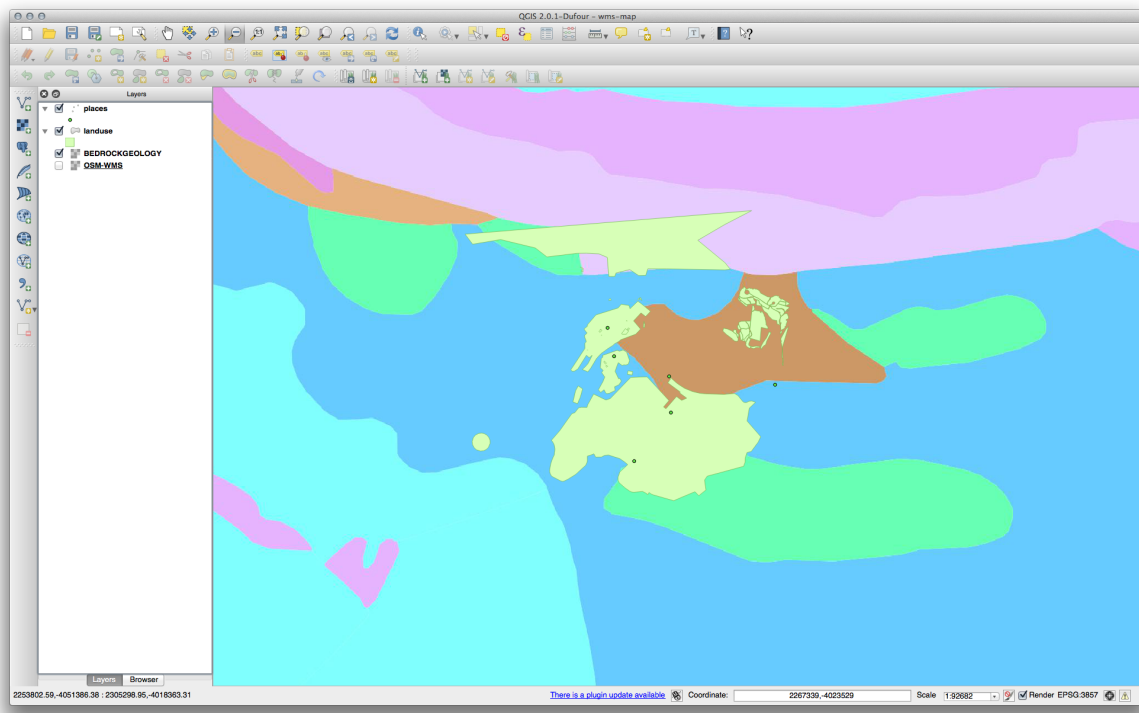 QGIS 2.0.1-Dufour - wms-map
Layers
places
landuse
BEDROCKGEOLOGY
OSM-WMS
Layers Browser
2253802.59,-4051386.38 : 2305298.95,-4018363.31 There is a plugin update available Coordinate: 2267339,-4023529 Scale 1:92682 Render EPSG:3857